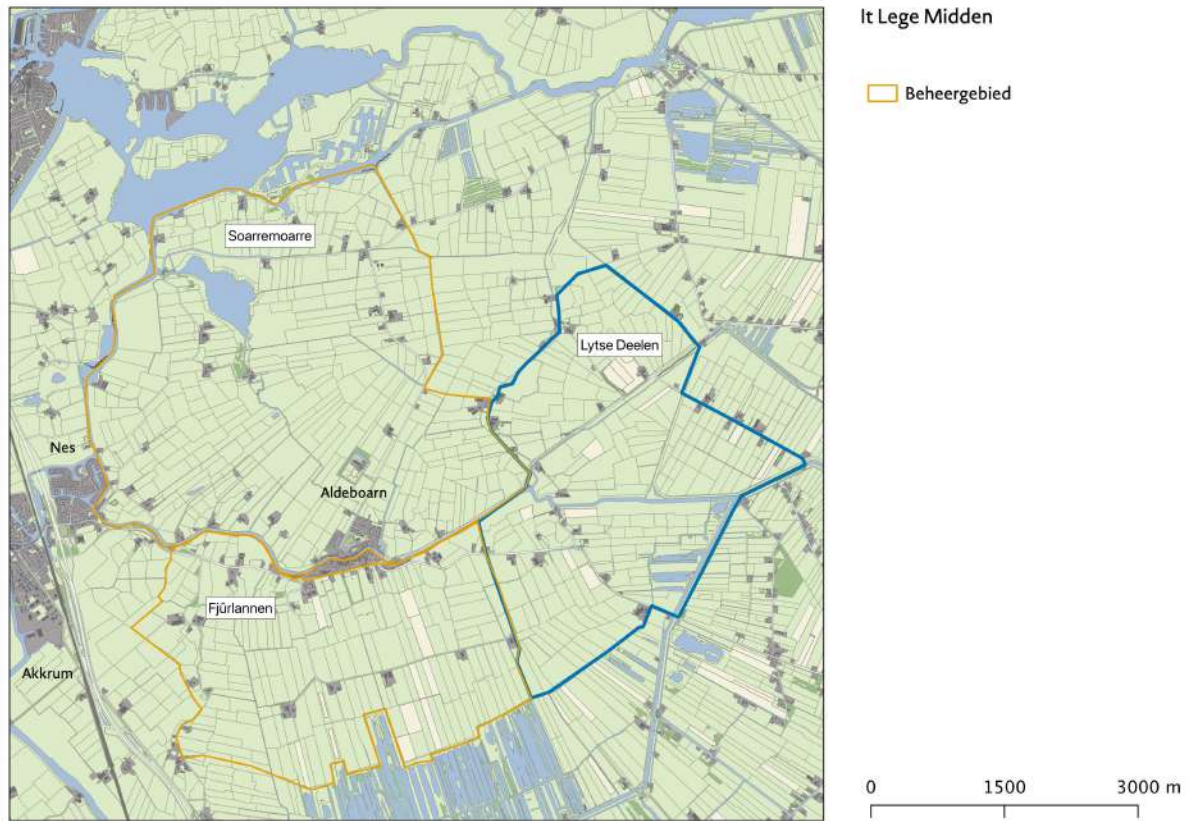 It Lege Midden
Beheergebied
Soarremoarre
Lytse Deelen
Nes
Aldeboarn
Fjûrlannen
Akkrum
0 1500 3000 m